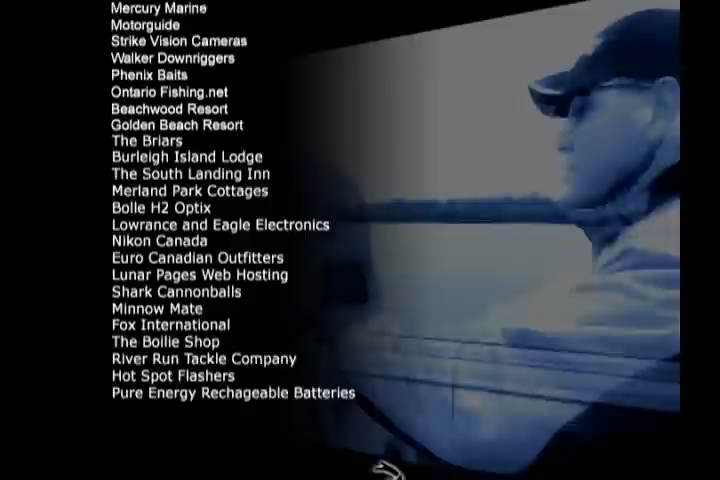 Mercury Marine
Motorguide
Strike Vision Cameras
Walker Downriggers
Phenix Baits
Ontario Fishing.net
Beachwood Resort
Golden Beach Resort
The Briars
Burleigh Island Lodge
The South Landing Inn
Merland Park Cottages
Bolle H2 Optix
Lowrance and Eagle Electronics
Nikon Canada
Euro Canadian Outfitters
Lunar Pages Web Hosting
Shark Cannonballs
Minnow Mate
Fox International
The Boilie Shop
River Run Tackle Company
Hot Spot Flashers
Pure Energy Rechageable Batteries